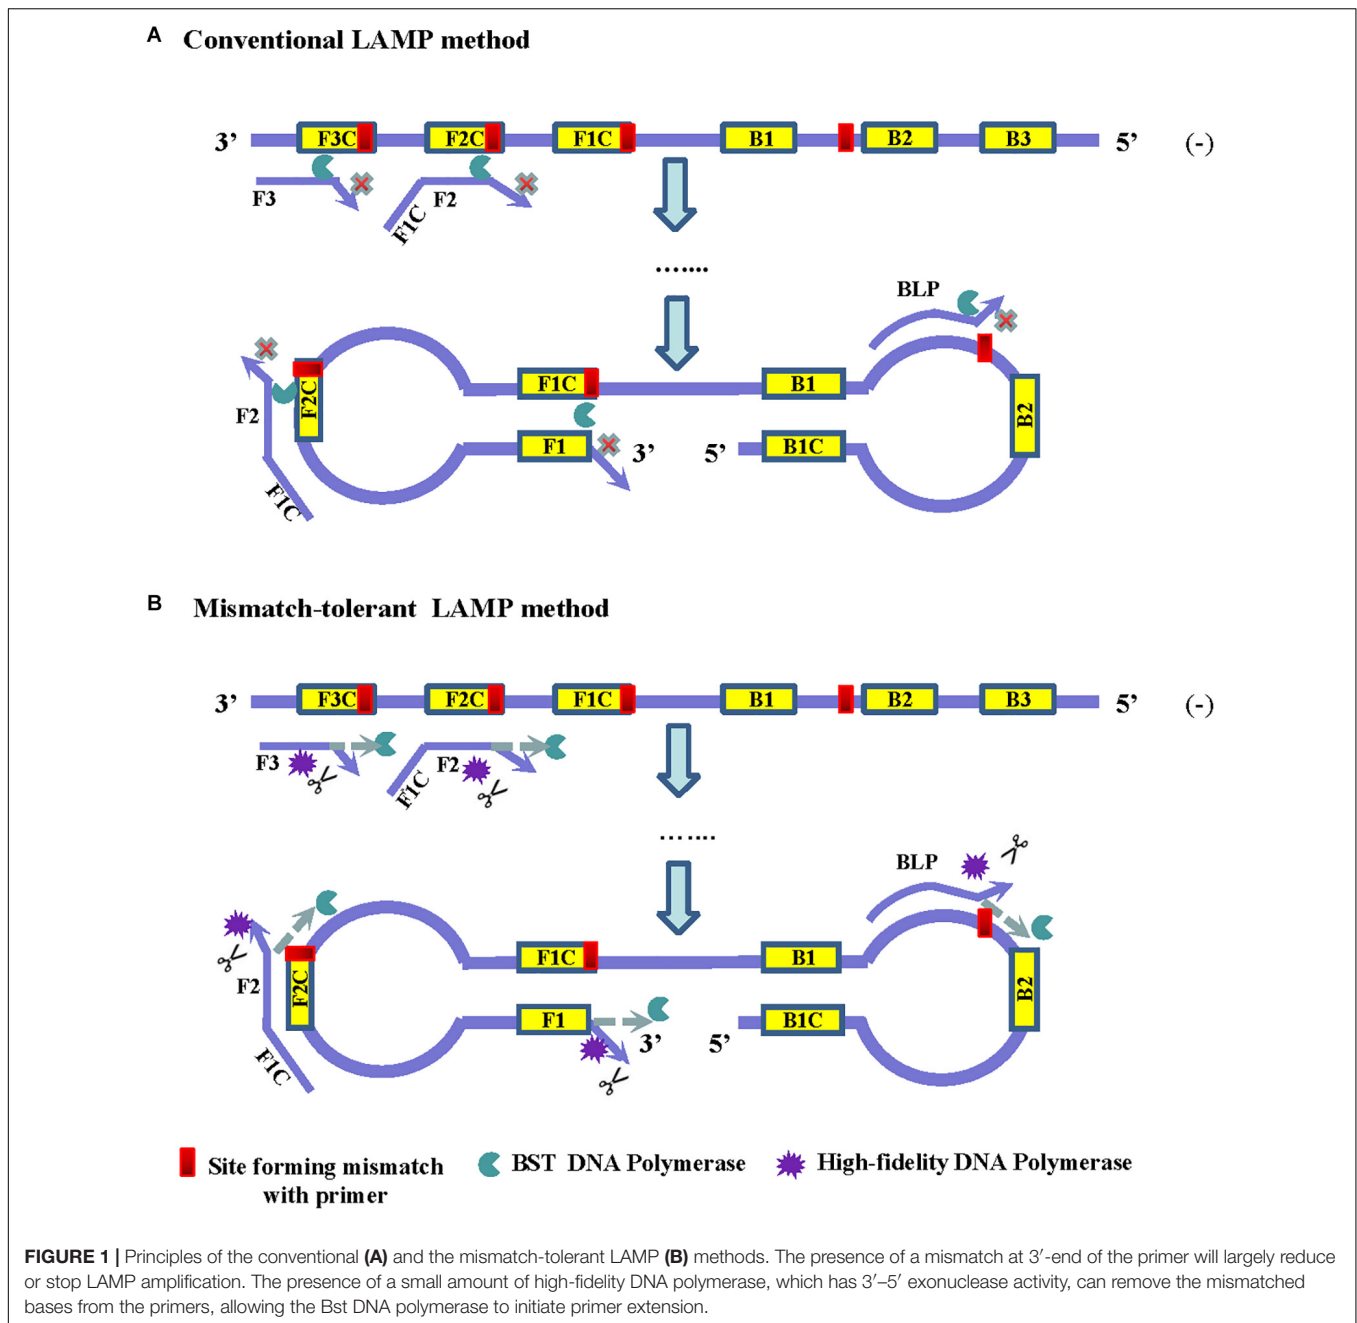 A Conventional LAMP method
3’ F3C F2C F1C B1 B2 B3 5’ (-)
F3 F1C F2
…....
BLP
F2 F2C F1C B1 B2
F1 3’ 5’ B1C
F1C
B Mismatch-tolerant LAMP method
3’ F3C F2C F1C B1 B2 B3 5’ (-)
F3 F1C F2
…....
BLP
F2 F2C F1C B1 B2
F1 3’ 5’ B1C
F1C
Site forming mismatch
with primer
BST DNA Polymerase
High-fidelity DNA Polymerase
FIGURE 1 | Principles of the conventional (A) and the mismatch-tolerant LAMP (B) methods. The presence of a mismatch at 3′-end of the primer will largely reduce
or stop LAMP amplification. The presence of a small amount of high-fidelity DNA polymerase, which has 3′–5′ exonuclease activity, can remove the mismatched
bases from the primers, allowing the Bst DNA polymerase to initiate primer extension.